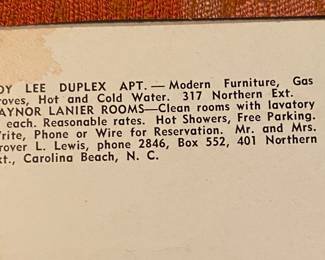 OY LEE DUPLEX APT. — Modern Furniture, Gas
oves, Hot and Cold Water. 317 Northern Ext.
AYNOR LANIER ROOMS—Clean rooms with lavatory
each. Reasonable rates. Hot Showers, Free Parking.
rite, Phone or Wire for Reservation. Mr. and Mrs.
rover L. Lewis, phone 2846, Box 552, 401 Northern
xt., Carolina Beach, N. C.